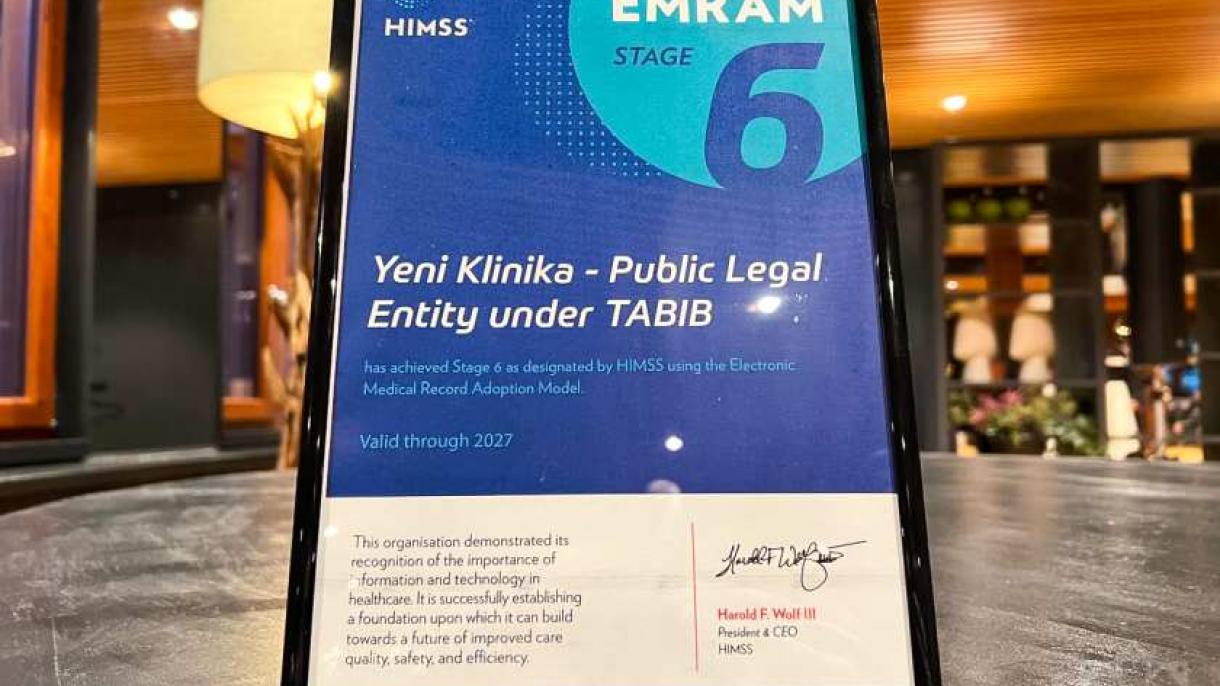 HIMSS
EMRAM
STAGE
6
Yeni Klinika - Public Legal
Entity under TABIB
has achieved Stage 6 as designated by HIMSS using the Electronic
Medical Record Adoption Model.
Valid through 2027
This organisation demonstrated its
recognition of the importance of
information and technology in
healthcare. It is successfully establishing
a foundation upon which it can build
towards a future of improved care
quality, safety, and efficiency.
Harold F. Wolf III
President & CEO
HIMSS